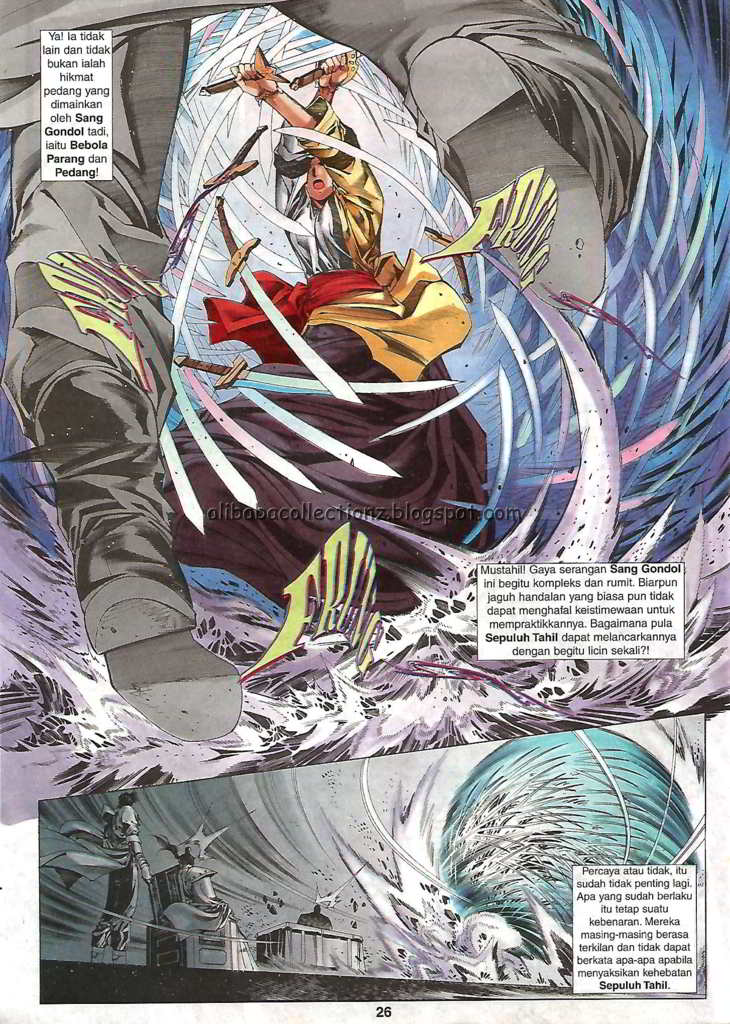 Ya! Ia tidak
lain dan tidak
bukan ialah
hikmat
pedang yang
dimainkan
oleh Sang
Gondol tadi,
iaitu Bebola
Parang dan
Pedang!
alibabacollectionz.blogspot.com
Mustahil! Gaya serangan Sang Gondol
ini begitu kompleks dan rumit. Biarpun
jaguh handalan yang biasa pun tidak
dapat menghafal keistimewaan untuk
mempraktikkannya. Bagaimana pula
Sepuluh Tahil dapat melancarkannya
dengan begitu licin sekali?!
Percaya atau tidak, itu
sudah tidak penting lagi.
Apa yang sudah berlaku
itu tetap suatu
kebenaran. Mereka
masing-masing berasa
terkilan dan tidak dapat
berkata apa-apa apabila
menyaksikan kehebatan
Sepuluh Tahil.
26